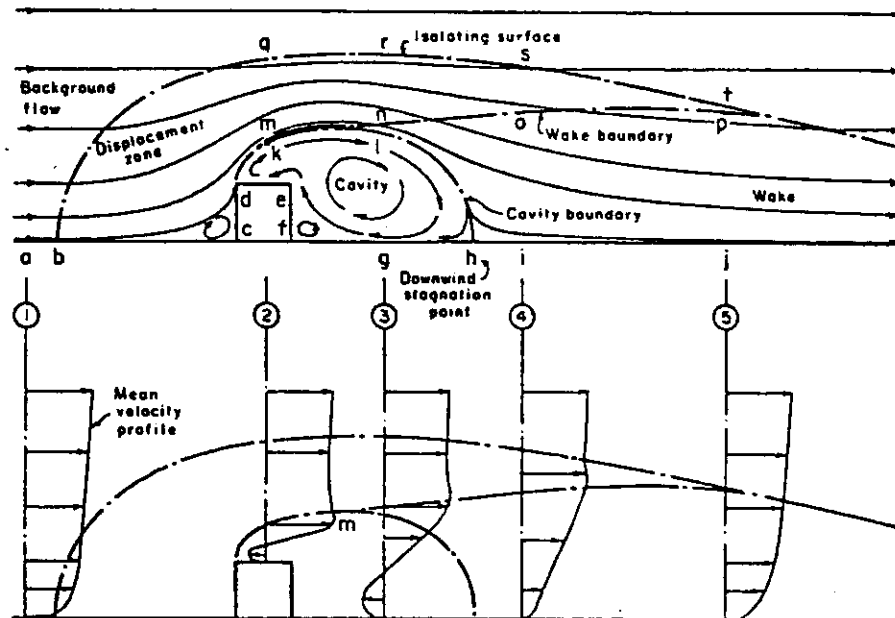 q r f Isolating surface
s
Background
flow
t
Displacement
zone
m n
o p
Wake boundary
k l
Cavity
Wake
d e
c f
Cavity boundary
a b g h i j
Downwind
stagnation
point
1 2 3 4 5
Mean
velocity
profile
m